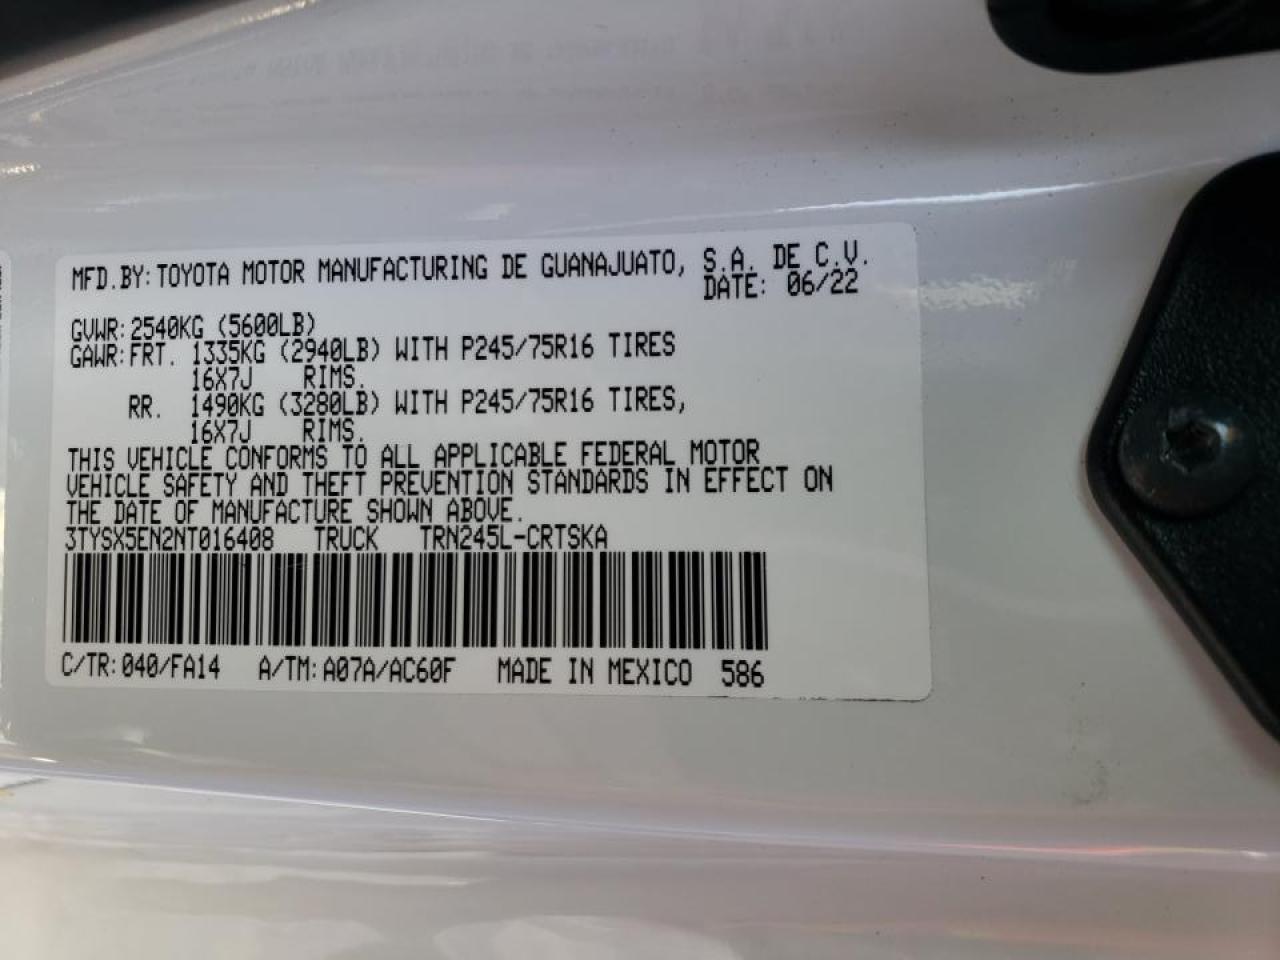 MFD.BY:TOYOTA MOTOR MANUFACTURING DE GUANAJUATO, S.A. DE C.V.
DATE: 06/22
GVWR:2540KG (5600LB)
GAWR:FRT. 1335KG (2940LB) WITH P245/75R16 TIRES
16X7J RIMS.
RR. 1490KG (3280LB) WITH P245/75R16 TIRES,
16X7J RIMS.
THIS VEHICLE CONFORMS TO ALL APPLICABLE FEDERAL MOTOR
VEHICLE SAFETY AND THEFT PREVENTION STANDARDS IN EFFECT ON
THE DATE OF MANUFACTURE SHOWN ABOVE.
3TYSX5EN2NT016408 TRUCK TRN245L-CRTSKA
C/TR:040/FA14 A/TM:A07A/AC60F MADE IN MEXICO 586